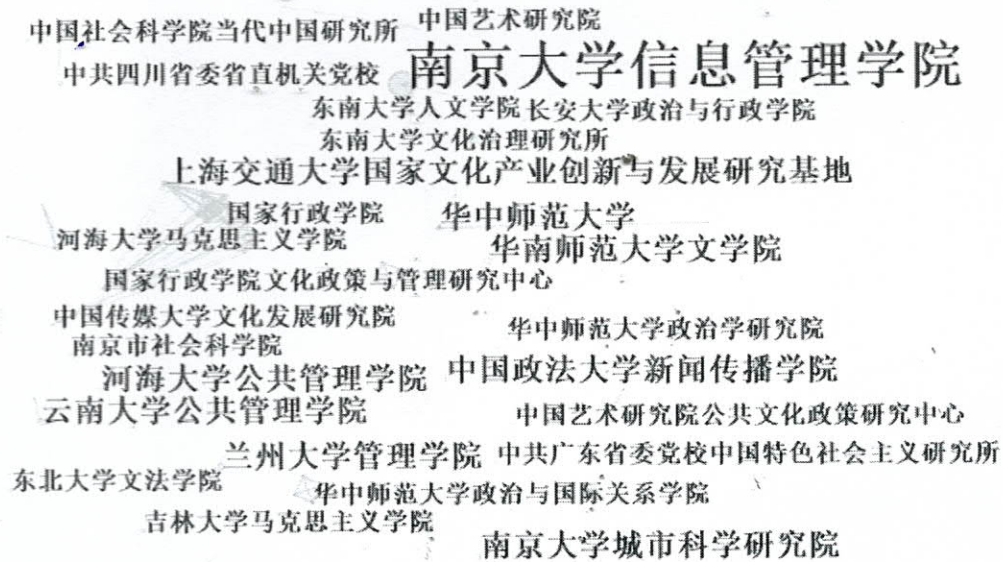 中国艺术研究院
中国社会科学院当代中国研究所
南京大学信息管理学院
中共四川省委省直机关党校
东南大学人文学院 长安大学政治与行政学院
东南大学文化治理研究所
上海交通大学国家文化产业创新与发展研究基地
国家行政学院 华中师范大学
河海大学马克思主义学院
华南师范大学文学院
国家行政学院文化政策与管理研究中心
中国传媒大学文化发展研究院
华中师范大学政治学研究院
南京市社会科学院
河海大学公共管理学院 中国政法大学新闻传播学院
云南大学公共管理学院 中国艺术研究院公共文化政策研究中心
兰州大学管理学院 中共广东省委党校中国特色社会主义研究所
东北大学文法学院
华中师范大学政治与国际关系学院
吉林大学马克思主义学院
南京大学城市科学研究院